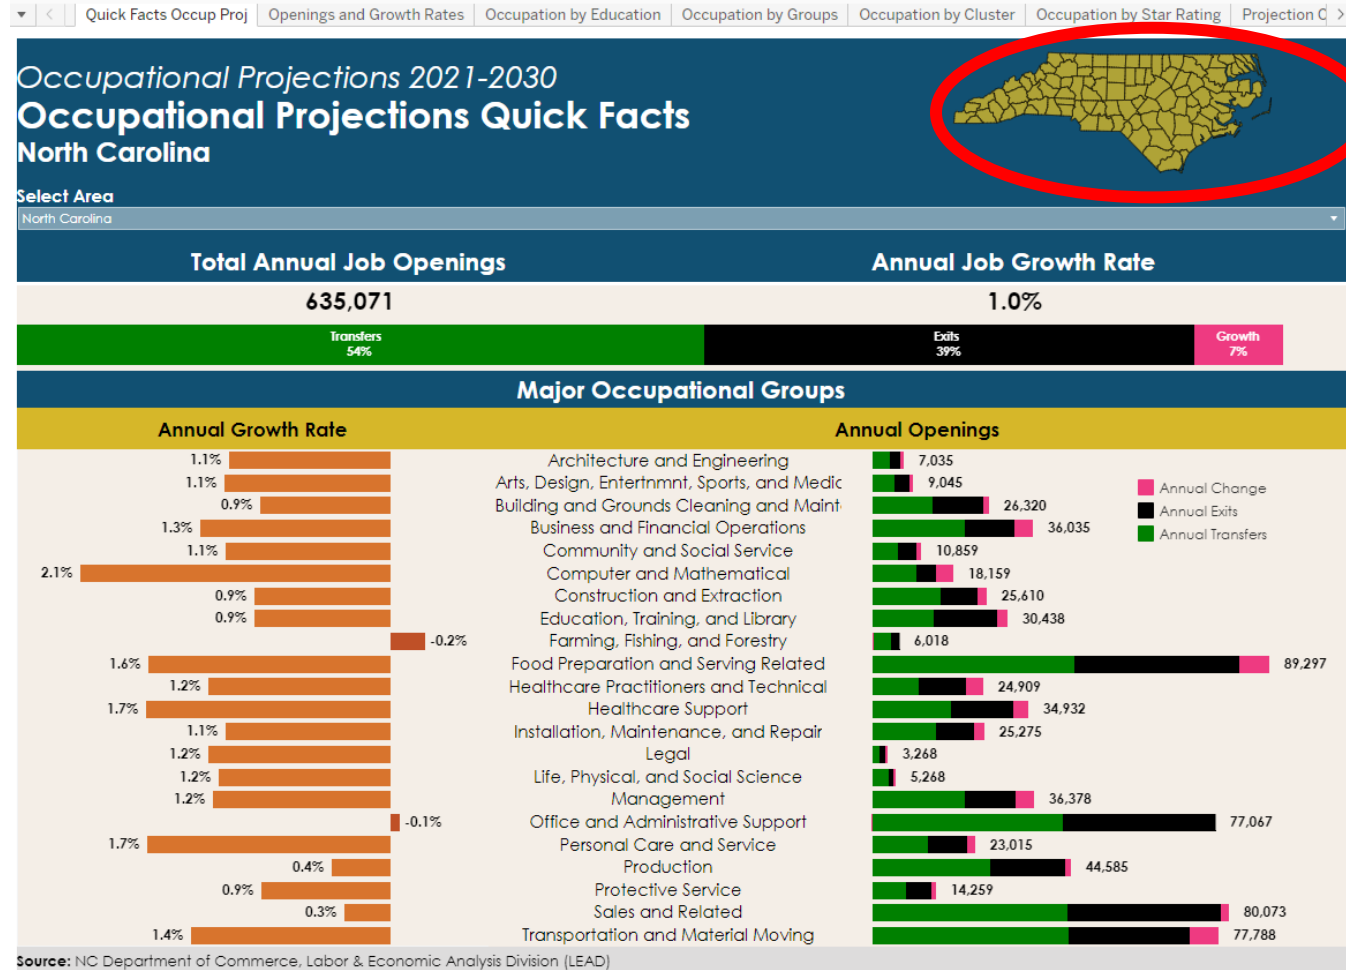 Quick Facts Occup Proj
Openings and Growth Rates
Occupation by Education
Occupation by Groups
Occupation by Cluster
Occupation by Star Rating
Projection C
Occupational Projections 2021-2030
Occupational Projections Quick Facts
North Carolina
Select Area
North Carolina
Total Annual Job Openings
Annual Job Growth Rate
635,071
1.0%
Transfers
54%
Exits
39%
Growth
7%
Major Occupational Groups
Annual Growth Rate
Annual Openings
1.1% Architecture and Engineering 7,035
1.1% Arts, Design, Entertnmnt, Sports, and Medic 9,045
0.9% Building and Grounds Cleaning and Maint 26,320
1.3% Business and Financial Operations 36,035
1.1% Community and Social Service 10,859
2.1% Computer and Mathematical 18,159
0.9% Construction and Extraction 25,610
0.9% Education, Training, and Library 30,438
-0.2% Farming, Fishing, and Forestry 6,018
1.6% Food Preparation and Serving Related 89,297
1.2% Healthcare Practitioners and Technical 24,909
1.7% Healthcare Support 34,932
1.1% Installation, Maintenance, and Repair 25,275
1.2% Legal 3,268
1.2% Life, Physical, and Social Science 5,268
1.2% Management 36,378
-0.1% Office and Administrative Support 77,067
1.7% Personal Care and Service 23,015
0.4% Production 44,585
0.9% Protective Service 14,259
0.3% Sales and Related 80,073
1.4% Transportation and Material Moving 77,788
Annual Change
Annual Exits
Annual Transfers
Source: NC Department of Commerce, Labor & Economic Analysis Division (LEAD)